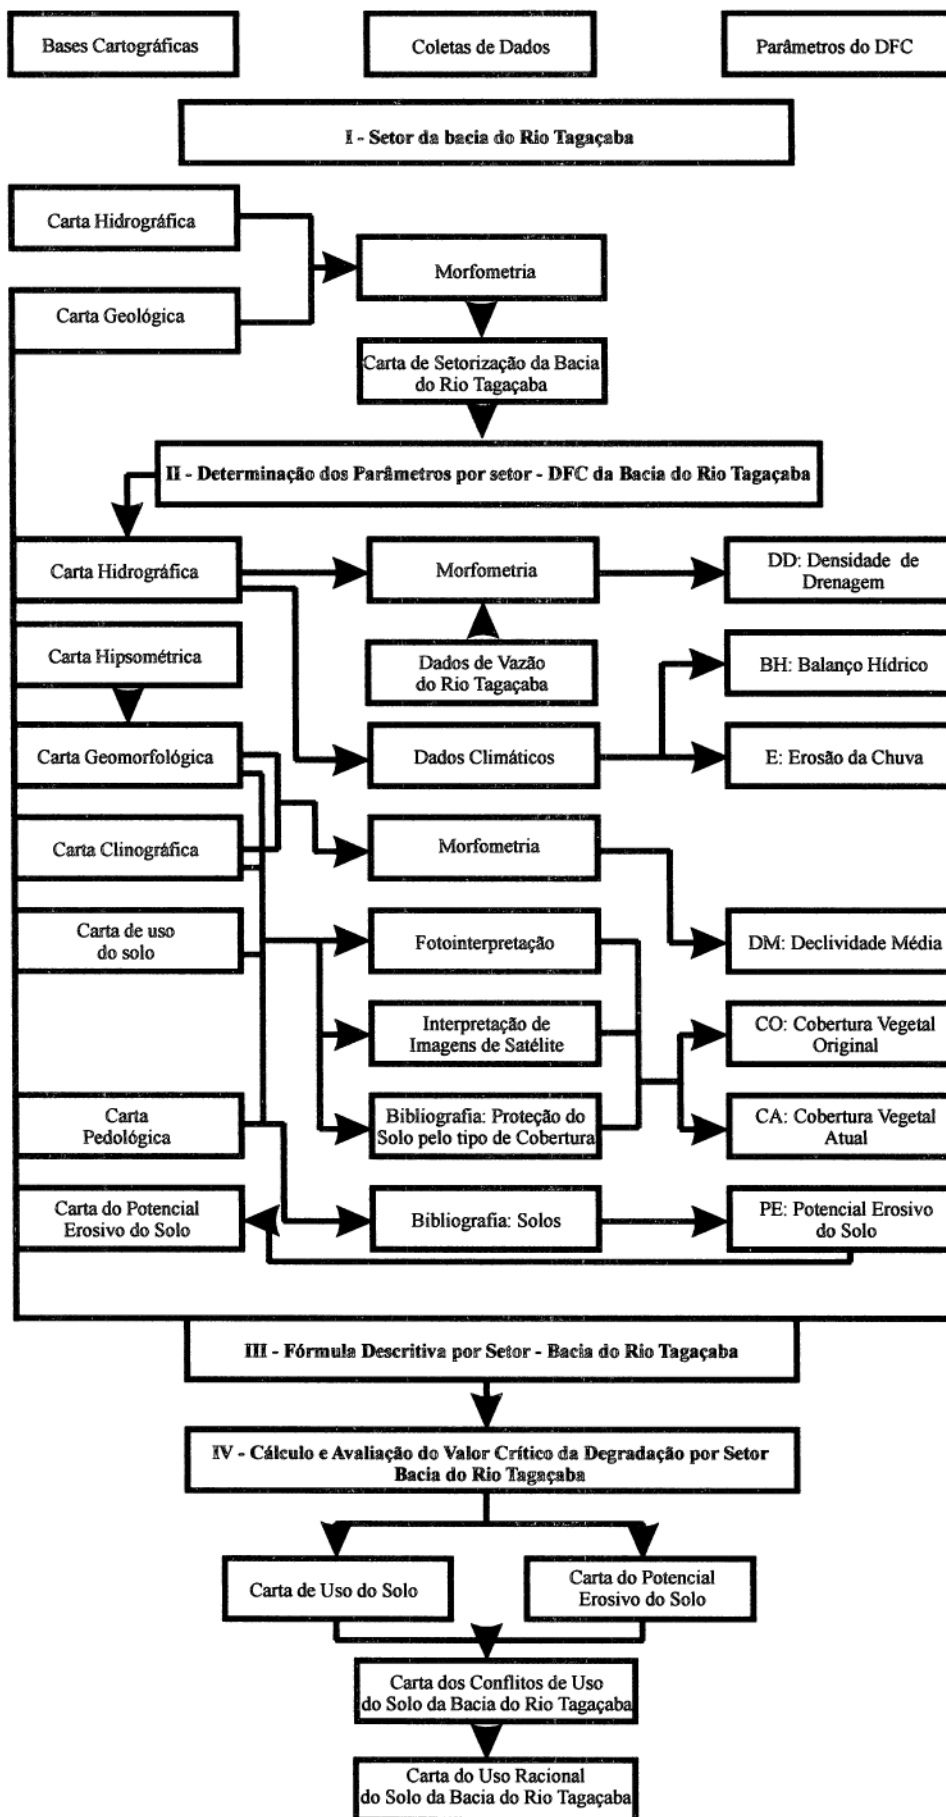 Bases Cartográficas
Coletas de Dados
Parâmetros do DFC
I - Setor da bacia do Rio Tagaçaba
Carta Hidrográfica
Morfometria
Carta Geológica
Carta de Setorização da Bacia
do Rio Tagaçaba
II - Determinação dos Parâmetros por setor - DFC da Bacia do Rio Tagaçaba
Carta Hidrográfica
Morfometria
DD: Densidade de
Drenagem
Carta Hipsométrica
Dados de Vazão
do Rio Tagaçaba
BH: Balanço Hídrico
Carta Geomorfológica
Dados Climáticos
E: Erosão da Chuva
Carta Clinográfica
Morfometria
Carta de uso
do solo
Fotointerpretação
DM: Declividade Média
Interpretação de
Imagens de Satélite
CO: Cobertura Vegetal
Original
Carta
Pedológica
Bibliografia: Proteção do
Solo pelo tipo de Cobertura
CA: Cobertura Vegetal
Atual
Carta do Potencial
Erosivo do Solo
Bibliografia: Solos
PE: Potencial Erosivo
do Solo
III - Fórmula Descritiva por Setor - Bacia do Rio Tagaçaba
IV - Cálculo e Avaliação do Valor Crítico da Degradação por Setor
Bacia do Rio Tagaçaba
Carta de Uso do Solo
Carta do Potencial
Erosivo do Solo
Carta dos Conflitos de Uso
do Solo da Bacia do Rio Tagaçaba
Carta do Uso Racional
do Solo da Bacia do Rio Tagaçaba